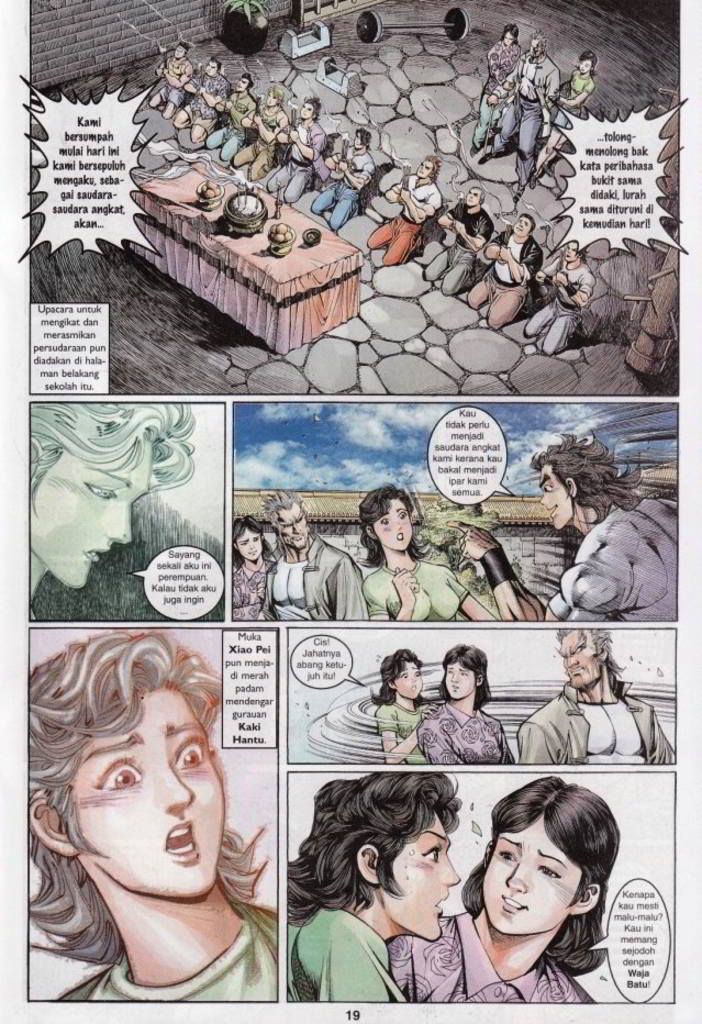 Kami
bersumpah
mulai hari ini
kami bersepuluh
mengaku, seba-
gai saudara-
saudara angkat,
akan...
...tolong-
menolong bak
kata peribahasa
bukit sama
didaki, lurah
sama dituruni di
kemudian hari!
Upacara untuk
mengikat dan
merasmikan
persudaraan pun
diadakan di hala-
man belakang
sekolah itu.
Sayang
sekali aku ini
perempuan.
Kalau tidak aku
juga ingin
...
Kau
tidak perlu
menjadi
saudara angkat
kami kerana kau
bakal menjadi
ipar kami
semua.
Muka
Xiao Pei
pun menja-
di merah
padam
mendengar
gurauan
Kaki
Hantu.
Cis!
Jahatnya
abang ketu-
juh itu!
Kenapa
kau mesti
malu-malu?
Kau ini
memang
sejodoh
dengan
Waja
Batu!
19